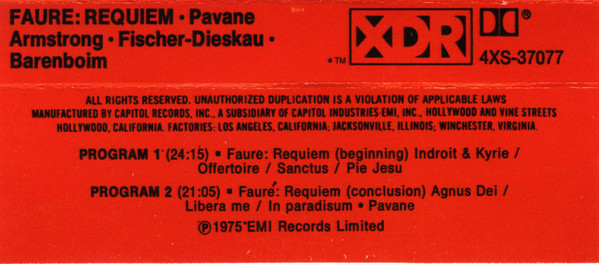 FAURE: REQUIEM • Pavane
Armstrong • Fischer-Dieskau •
Barenboim
•™ XDR DD®
4XS-37077
ALL RIGHTS RESERVED. UNAUTHORIZED DUPLICATION IS A VIOLATION OF APPLICABLE LAWS
MANUFACTURED BY CAPITOL RECORDS, INC., A SUBSIDIARY OF CAPITOL INDUSTRIES-EMI, INC., HOLLYWOOD AND VINE STREETS
HOLLYWOOD, CALIFORNIA. FACTORIES: LOS ANGELES, CALIFORNIA; JACKSONVILLE, ILLINOIS; WINCHESTER, VIRGINIA.
PROGRAM 1 (24:15) ▪ Faure: Requiem (beginning) Indroit & Kyrie /
Offertoire / Sanctus / Pie Jesu
PROGRAM 2 (21:05) ▪ Fauré: Requiem (conclusion) Agnus Dei /
Libera me / In paradisum • Pavane
℗ 1975 EMI Records Limited